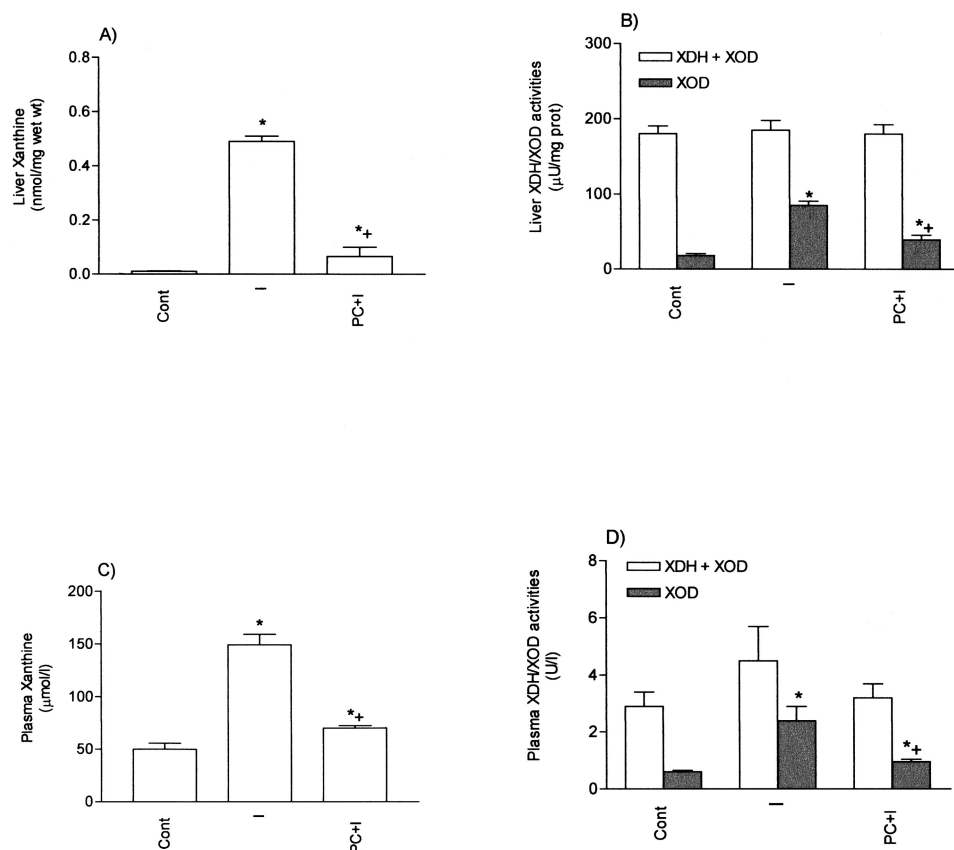 A)
Liver Xanthine
(nmol/mg wet wt)
0.8
0.6
0.4
0.2
0.0
*
*+
Cont
I
PC+I
B)
Liver XDH/XOD activities
(μU/mg prot)
300
200
100
0
XDH + XOD
XOD
*
*+
Cont
I
PC+I
C)
Plasma Xanthine
(μmol/l)
200
150
100
50
0
*
*+
Cont
I
PC+I
D)
Plasma XDH/XOD activities
(U/l)
8
6
4
2
0
XDH + XOD
XOD
*
*+
Cont
I
PC+I